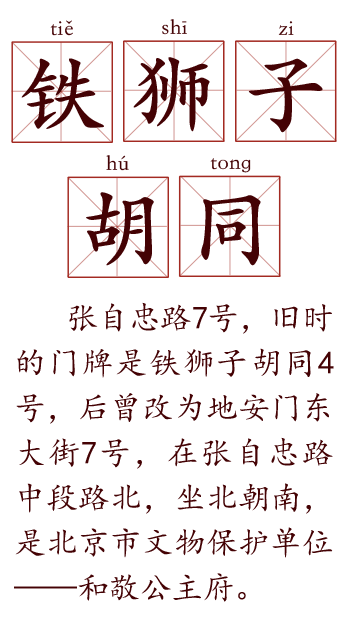 tiě shī zi
铁狮子
hú tong
胡同
张自忠路7号，旧时
的门牌是铁狮子胡同4
号，后曾改为地安门东
大街7号，在张自忠路
中段路北，坐北朝南，
是北京市文物保护单位
——和敬公主府。